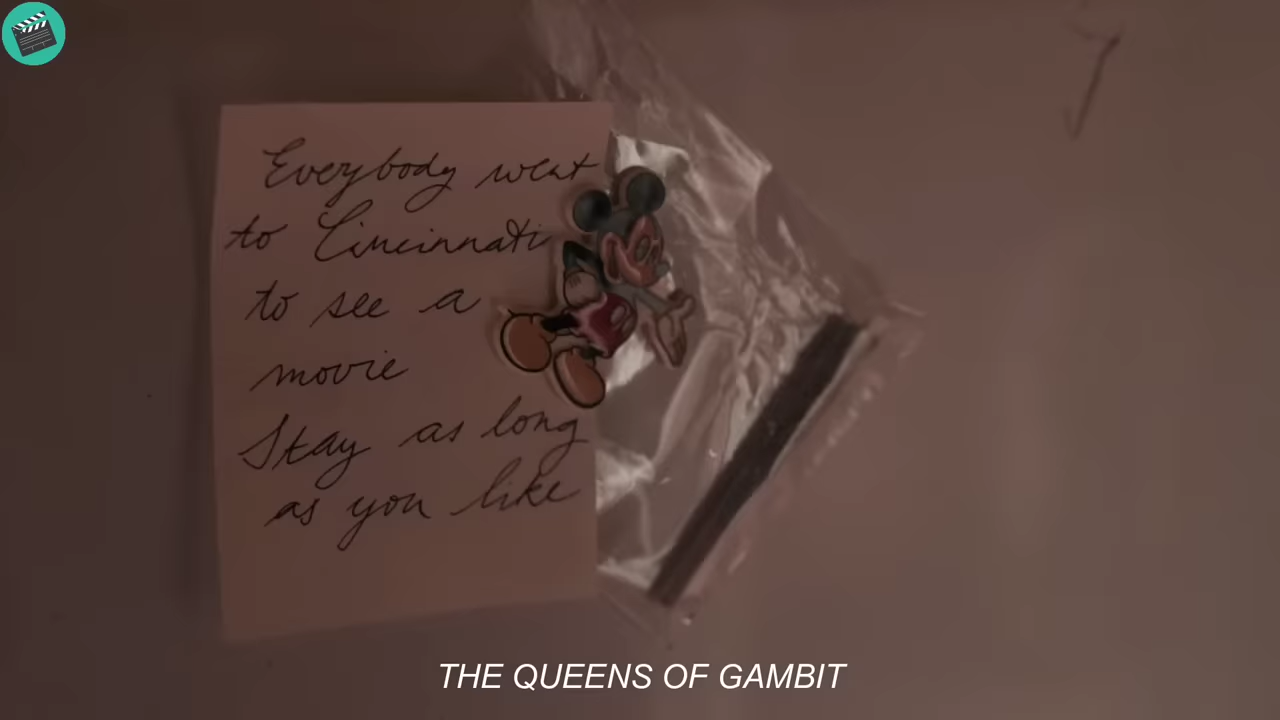 Everybody went
to Cincinnati
to see a
movie
Stay as long
as you like
THE QUEENS OF GAMBIT